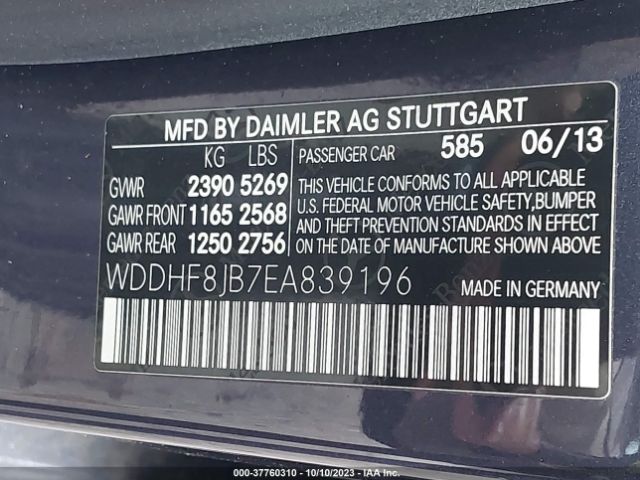 MFD BY DAIMLER AG STUTTGART
KG LBS
GVWR 2390 5269
GAWR FRONT 1165 2568
GAWR REAR 1250 2756
PASSENGER CAR 585 06/13
THIS VEHICLE CONFORMS TO ALL APPLICABLE
U.S. FEDERAL MOTOR VEHICLE SAFETY,BUMPER
AND THEFT PREVENTION STANDARDS IN EFFECT
ON THE DATE OF MANUFACTURE SHOWN ABOVE.
WDDHF8JB7EA839196 MADE IN GERMANY
000-37760310 | 10/10/2023 | IAA Inc.